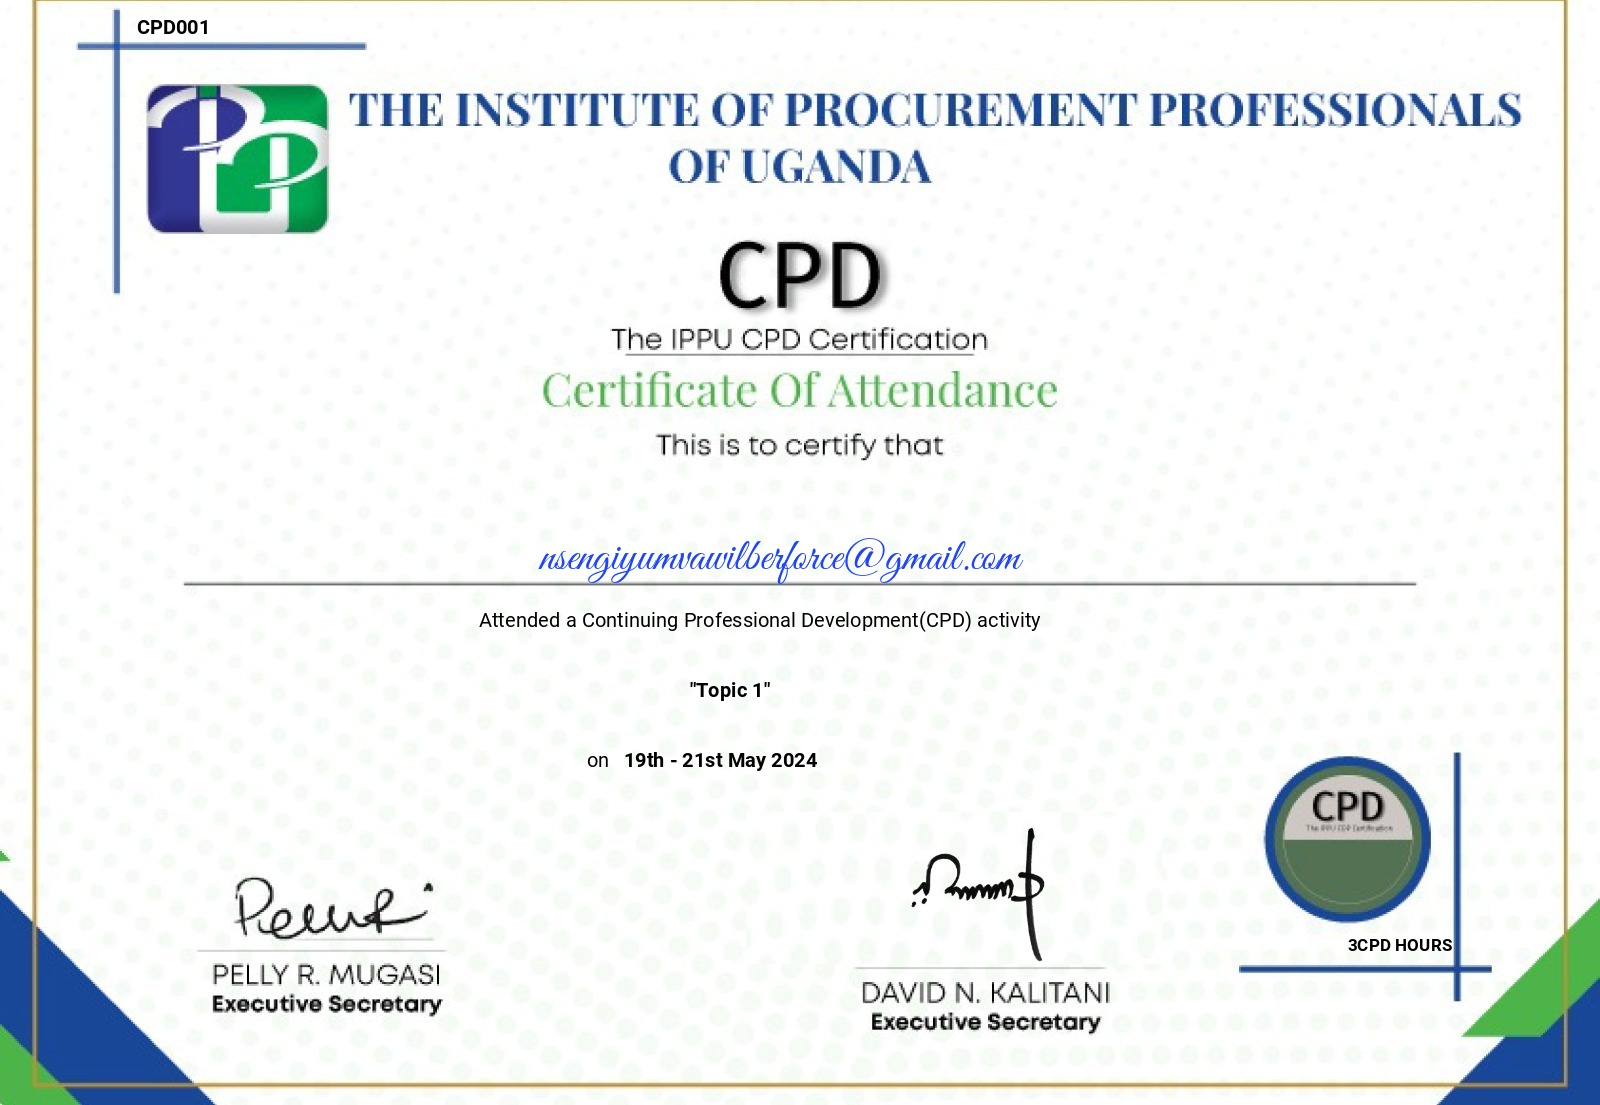 CPD001
THE INSTITUTE OF PROCUREMENT PROFESSIONALS
OF UGANDA
CPD
The IPPU CPD Certification
Certificate Of Attendance
This is to certify that
nsengiyumvawilberforce@gmail.com
Attended a Continuing Professional Development(CPD) activity
"Topic 1"
on 19th - 21st May 2024
CPD
The IPPU CDP Certification
3CPD HOURS
PELLY R. MUGASI
Executive Secretary
DAVID N. KALITANI
Executive Secretary